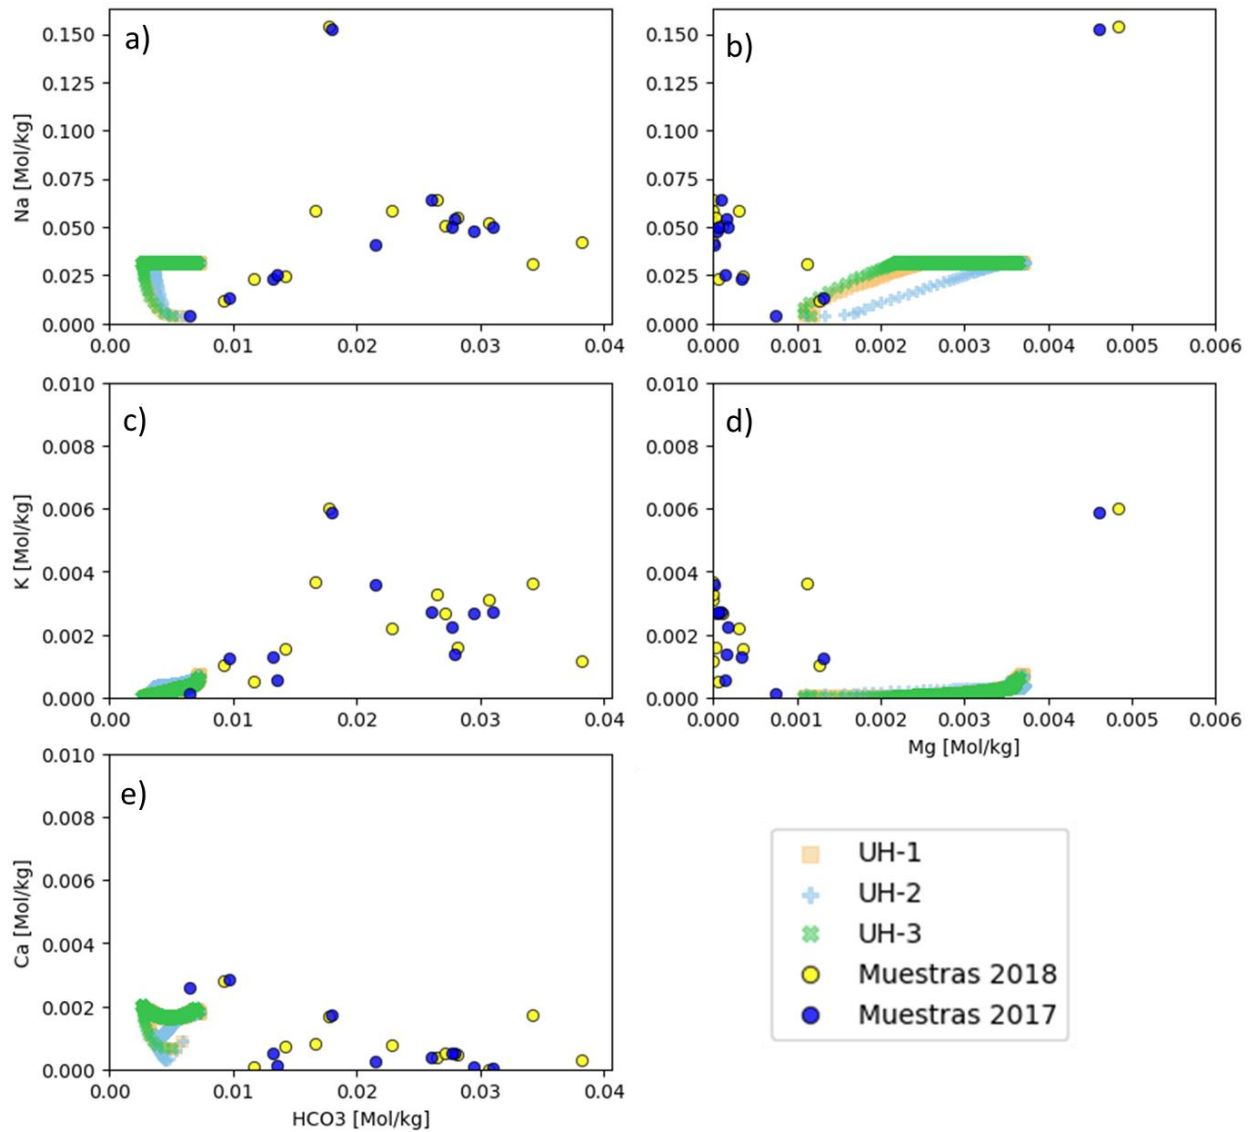 a)
0.150
0.125
0.100
0.075
0.050
0.025
0.000
Na [Mol/kg]
0.00 0.01 0.02 0.03 0.04
b)
0.150
0.125
0.100
0.075
0.050
0.025
0.000
0.000 0.001 0.002 0.003 0.004 0.005 0.006
c)
0.010
0.008
0.006
0.004
0.002
0.000
K [Mol/kg]
0.00 0.01 0.02 0.03 0.04
d)
0.010
0.008
0.006
0.004
0.002
0.000
0.000 0.001 0.002 0.003 0.004 0.005 0.006
Mg [Mol/kg]
e)
0.010
0.008
0.006
0.004
0.002
0.000
Ca [Mol/kg]
0.00 0.01 0.02 0.03 0.04
HCO3 [Mol/kg]
UH-1
UH-2
UH-3
Muestras 2018
Muestras 2017